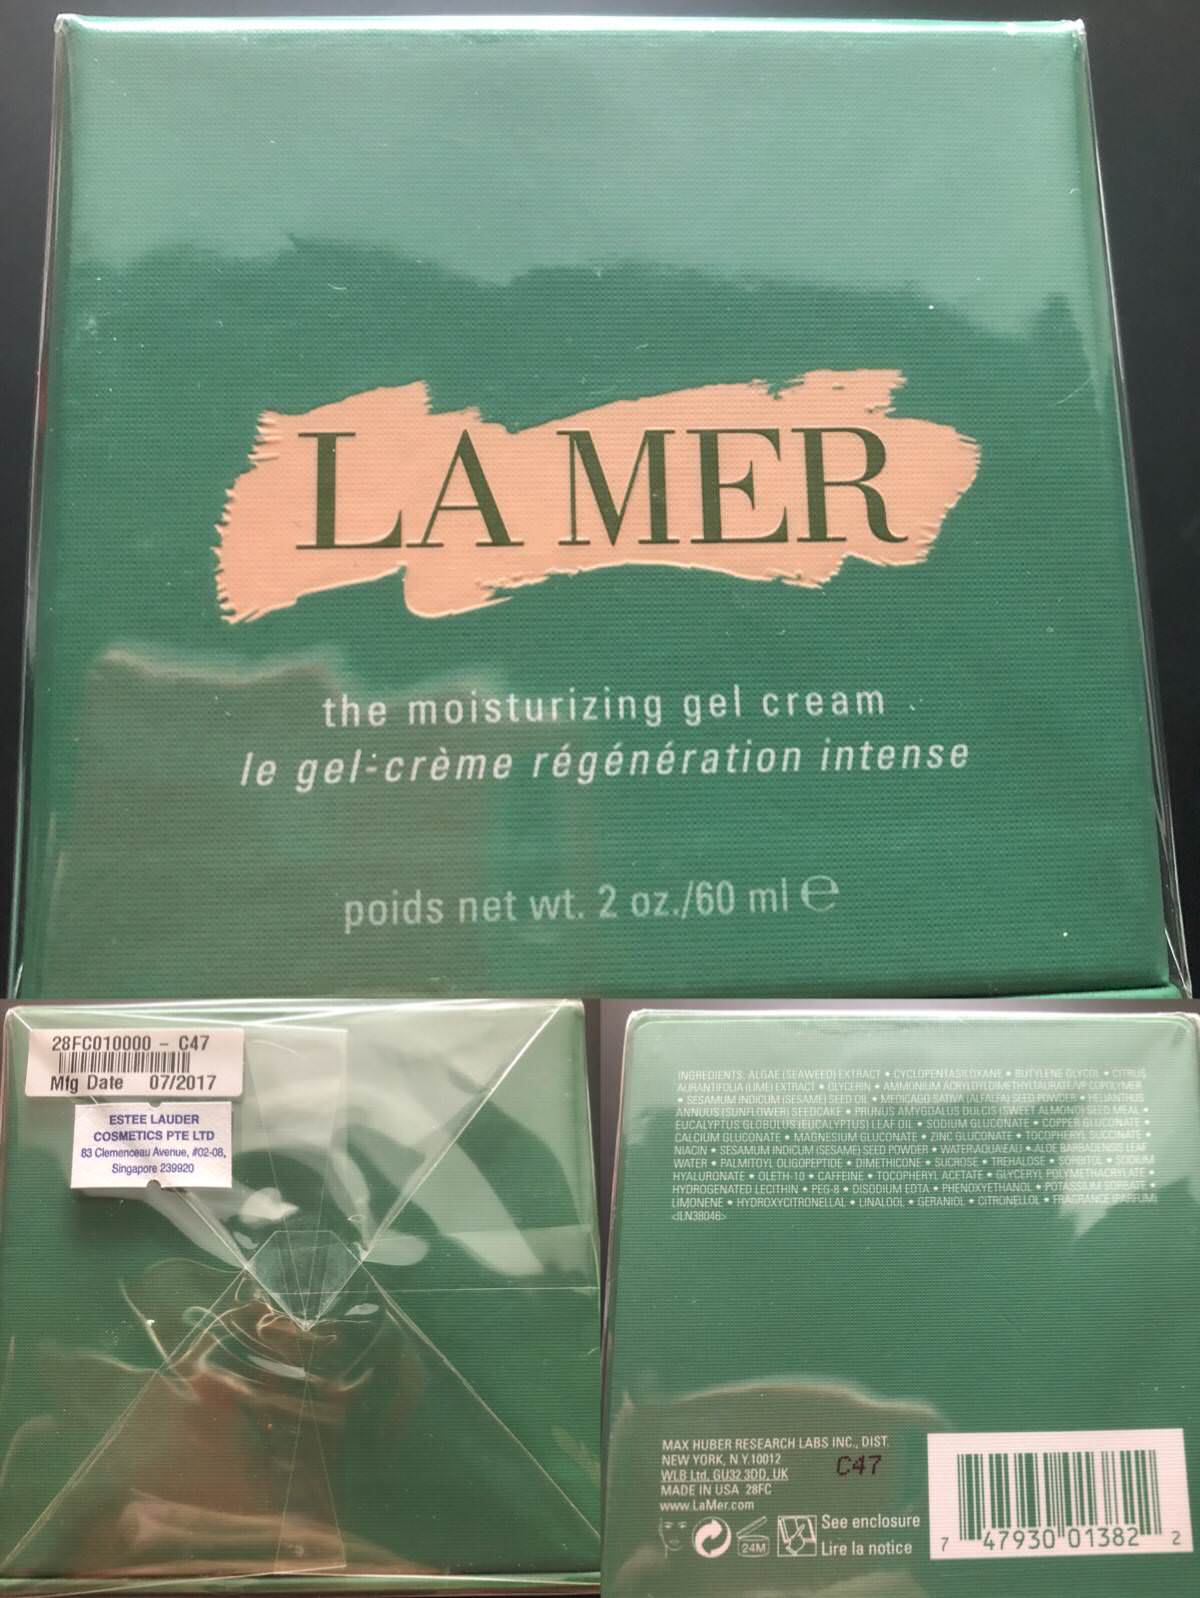 LA MER
the moisturizing gel cream
le gel-crème régénération intense
poids net wt. 2 oz./60 ml ℮
28FC010000 - C47
Mfg Date 07/2017
ESTEE LAUDER
COSMETICS PTE LTD
83 Clemenceau Avenue, #02-08,
Singapore 239920
INGREDIENTS: ALGAE (SEAWEED) EXTRACT • CYCLOPENTASILOXANE • BUTYLENE GLYCOL • CITRUS
AURANTIFOLIA (LIME) EXTRACT • GLYCERIN • AMMONIUM ACRYLOYLDIMETHYLTAURATE/VP COPOLYMER
• SESAMUM INDICUM (SESAME) SEED OIL • MEDICAGO SATIVA (ALFALFA) SEED POWDER • HELIANTHUS
ANNUUS (SUNFLOWER) SEEDCAKE • PRUNUS AMYGDALUS DULCIS (SWEET ALMOND) SEED MEAL •
EUCALYPTUS GLOBULUS (EUCALYPTUS) LEAF OIL • SODIUM GLUCONATE • COPPER GLUCONATE •
CALCIUM GLUCONATE • MAGNESIUM GLUCONATE • ZINC GLUCONATE • TOCOPHERYL SUCCINATE •
NIACIN • SESAMUM INDICUM (SESAME) SEED POWDER • WATER\AQUA\EAU • ALOE BARBADENSIS LEAF
WATER • PALMITOYL OLIGOPEPTIDE • DIMETHICONE • SUCROSE • TREHALOSE • SORBITOL • SODIUM
HYALURONATE • OLETH-10 • CAFFEINE • TOCOPHERYL ACETATE • GLYCERYL POLYMETHACRYLATE •
HYDROGENATED LECITHIN • PEG-8 • DISODIUM EDTA • PHENOXYETHANOL • POTASSIUM SORBATE •
LIMONENE • HYDROXYCITRONELLAL • LINALOOL • GERANIOL • CITRONELLOL • FRAGRANCE (PARFUM)
<ILN38046>
MAX HUBER RESEARCH LABS INC., DIST.
NEW YORK, N.Y.10012
WLB Ltd, GU32 3DD, UK
C47
MADE IN USA 28FC
www.LaMer.com
24M
See enclosure
Lire la notice
7 47930 01382 2